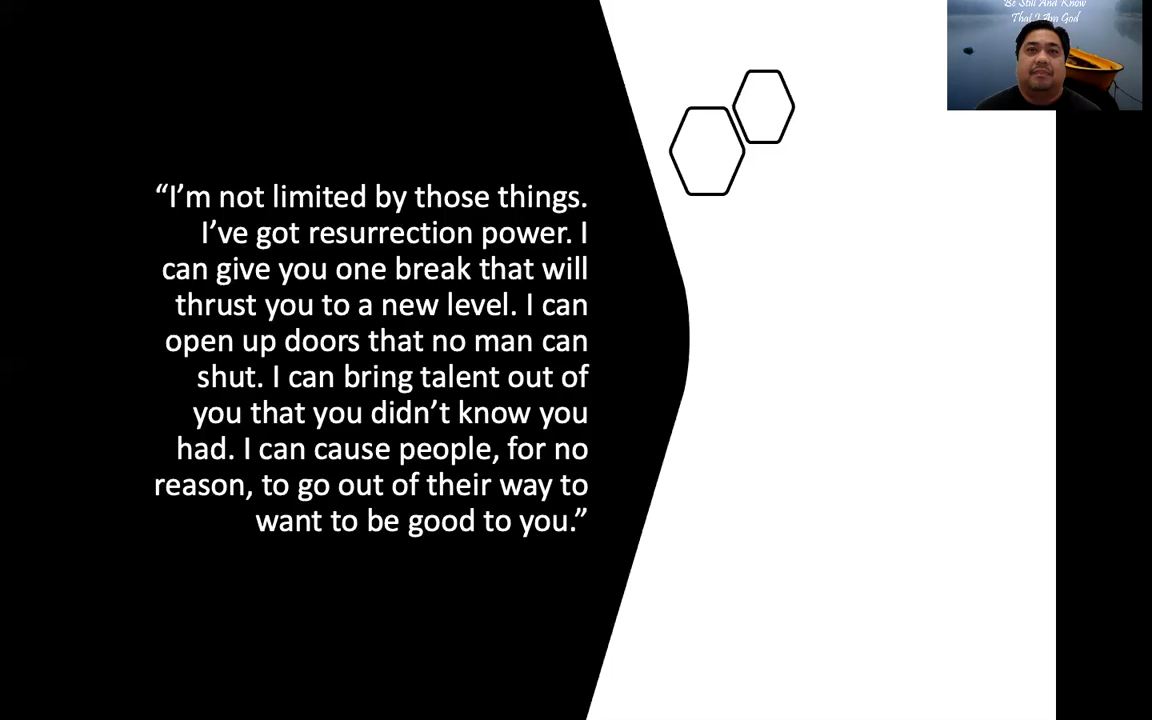 “I’m not limited by those things.
I’ve got resurrection power. I
can give you one break that will
thrust you to a new level. I can
open up doors that no man can
shut. I can bring talent out of
you that you didn’t know you
had. I can cause people, for no
reason, to go out of their way to
want to be good to you.”
Be Still And Know
That I Am God